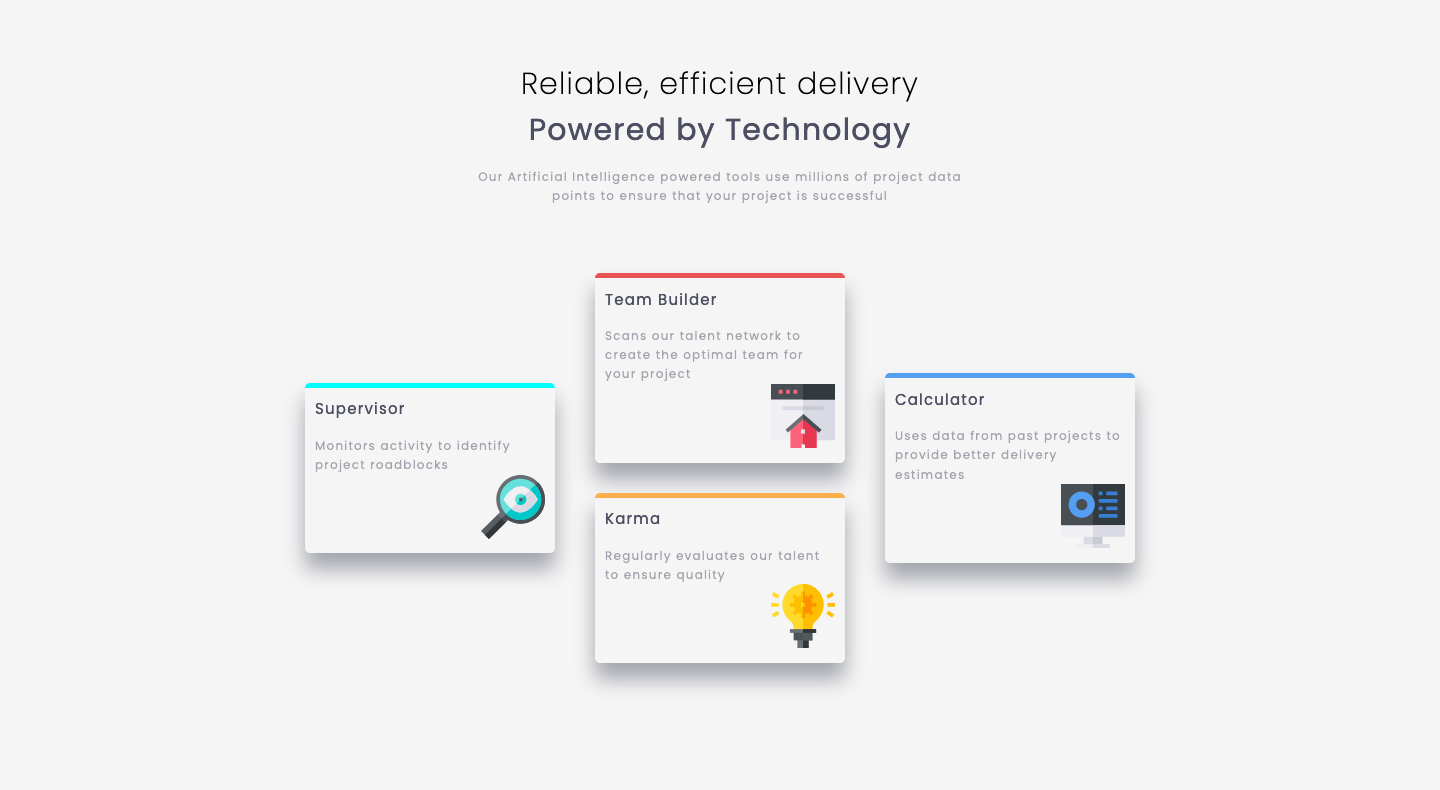 Reliable, efficient delivery
Powered by Technology
Our Artificial Intelligence powered tools use millions of project data
points to ensure that your project is successful
Supervisor
Monitors activity to identify
project roadblocks
Team Builder
Scans our talent network to
create the optimal team for
your project
Karma
Regularly evaluates our talent
to ensure quality
Calculator
Uses data from past projects to
provide better delivery
estimates